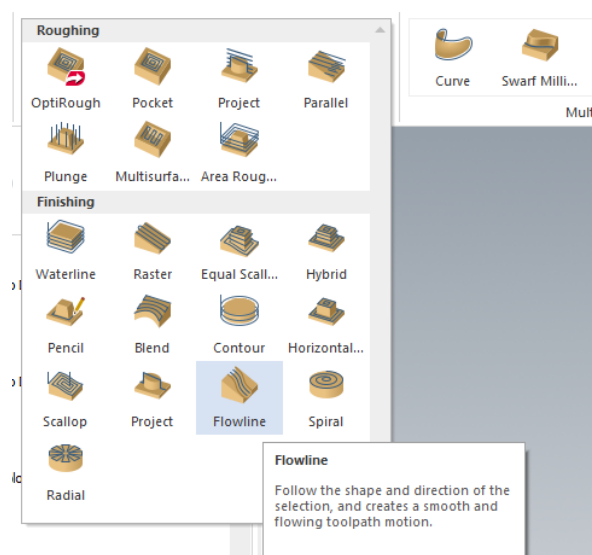 Roughing
OptiRough Pocket Project Parallel
Plunge Multisurfa... Area Roug...
Finishing
Waterline Raster Equal Scall... Hybrid
Pencil Blend Contour Horizontal...
Scallop Project Flowline Spiral
Radial
Curve Swarf Milli...
Mult
Flowline
Follow the shape and direction of the
selection, and creates a smooth and
flowing toolpath motion.